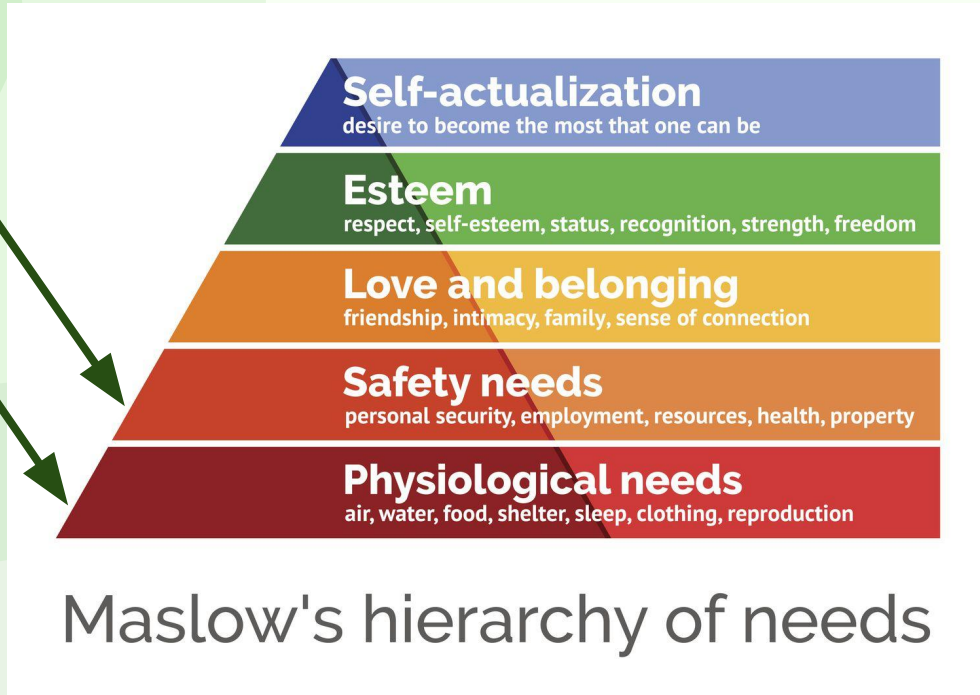 Self-actualization
desire to become the most that one can be
Esteem
respect, self-esteem, status, recognition, strength, freedom
Love and belonging
friendship, intimacy, family, sense of connection
Safety needs
personal security, employment, resources, health, property
Physiological needs
air, water, food, shelter, sleep, clothing, reproduction
Maslow's hierarchy of needs